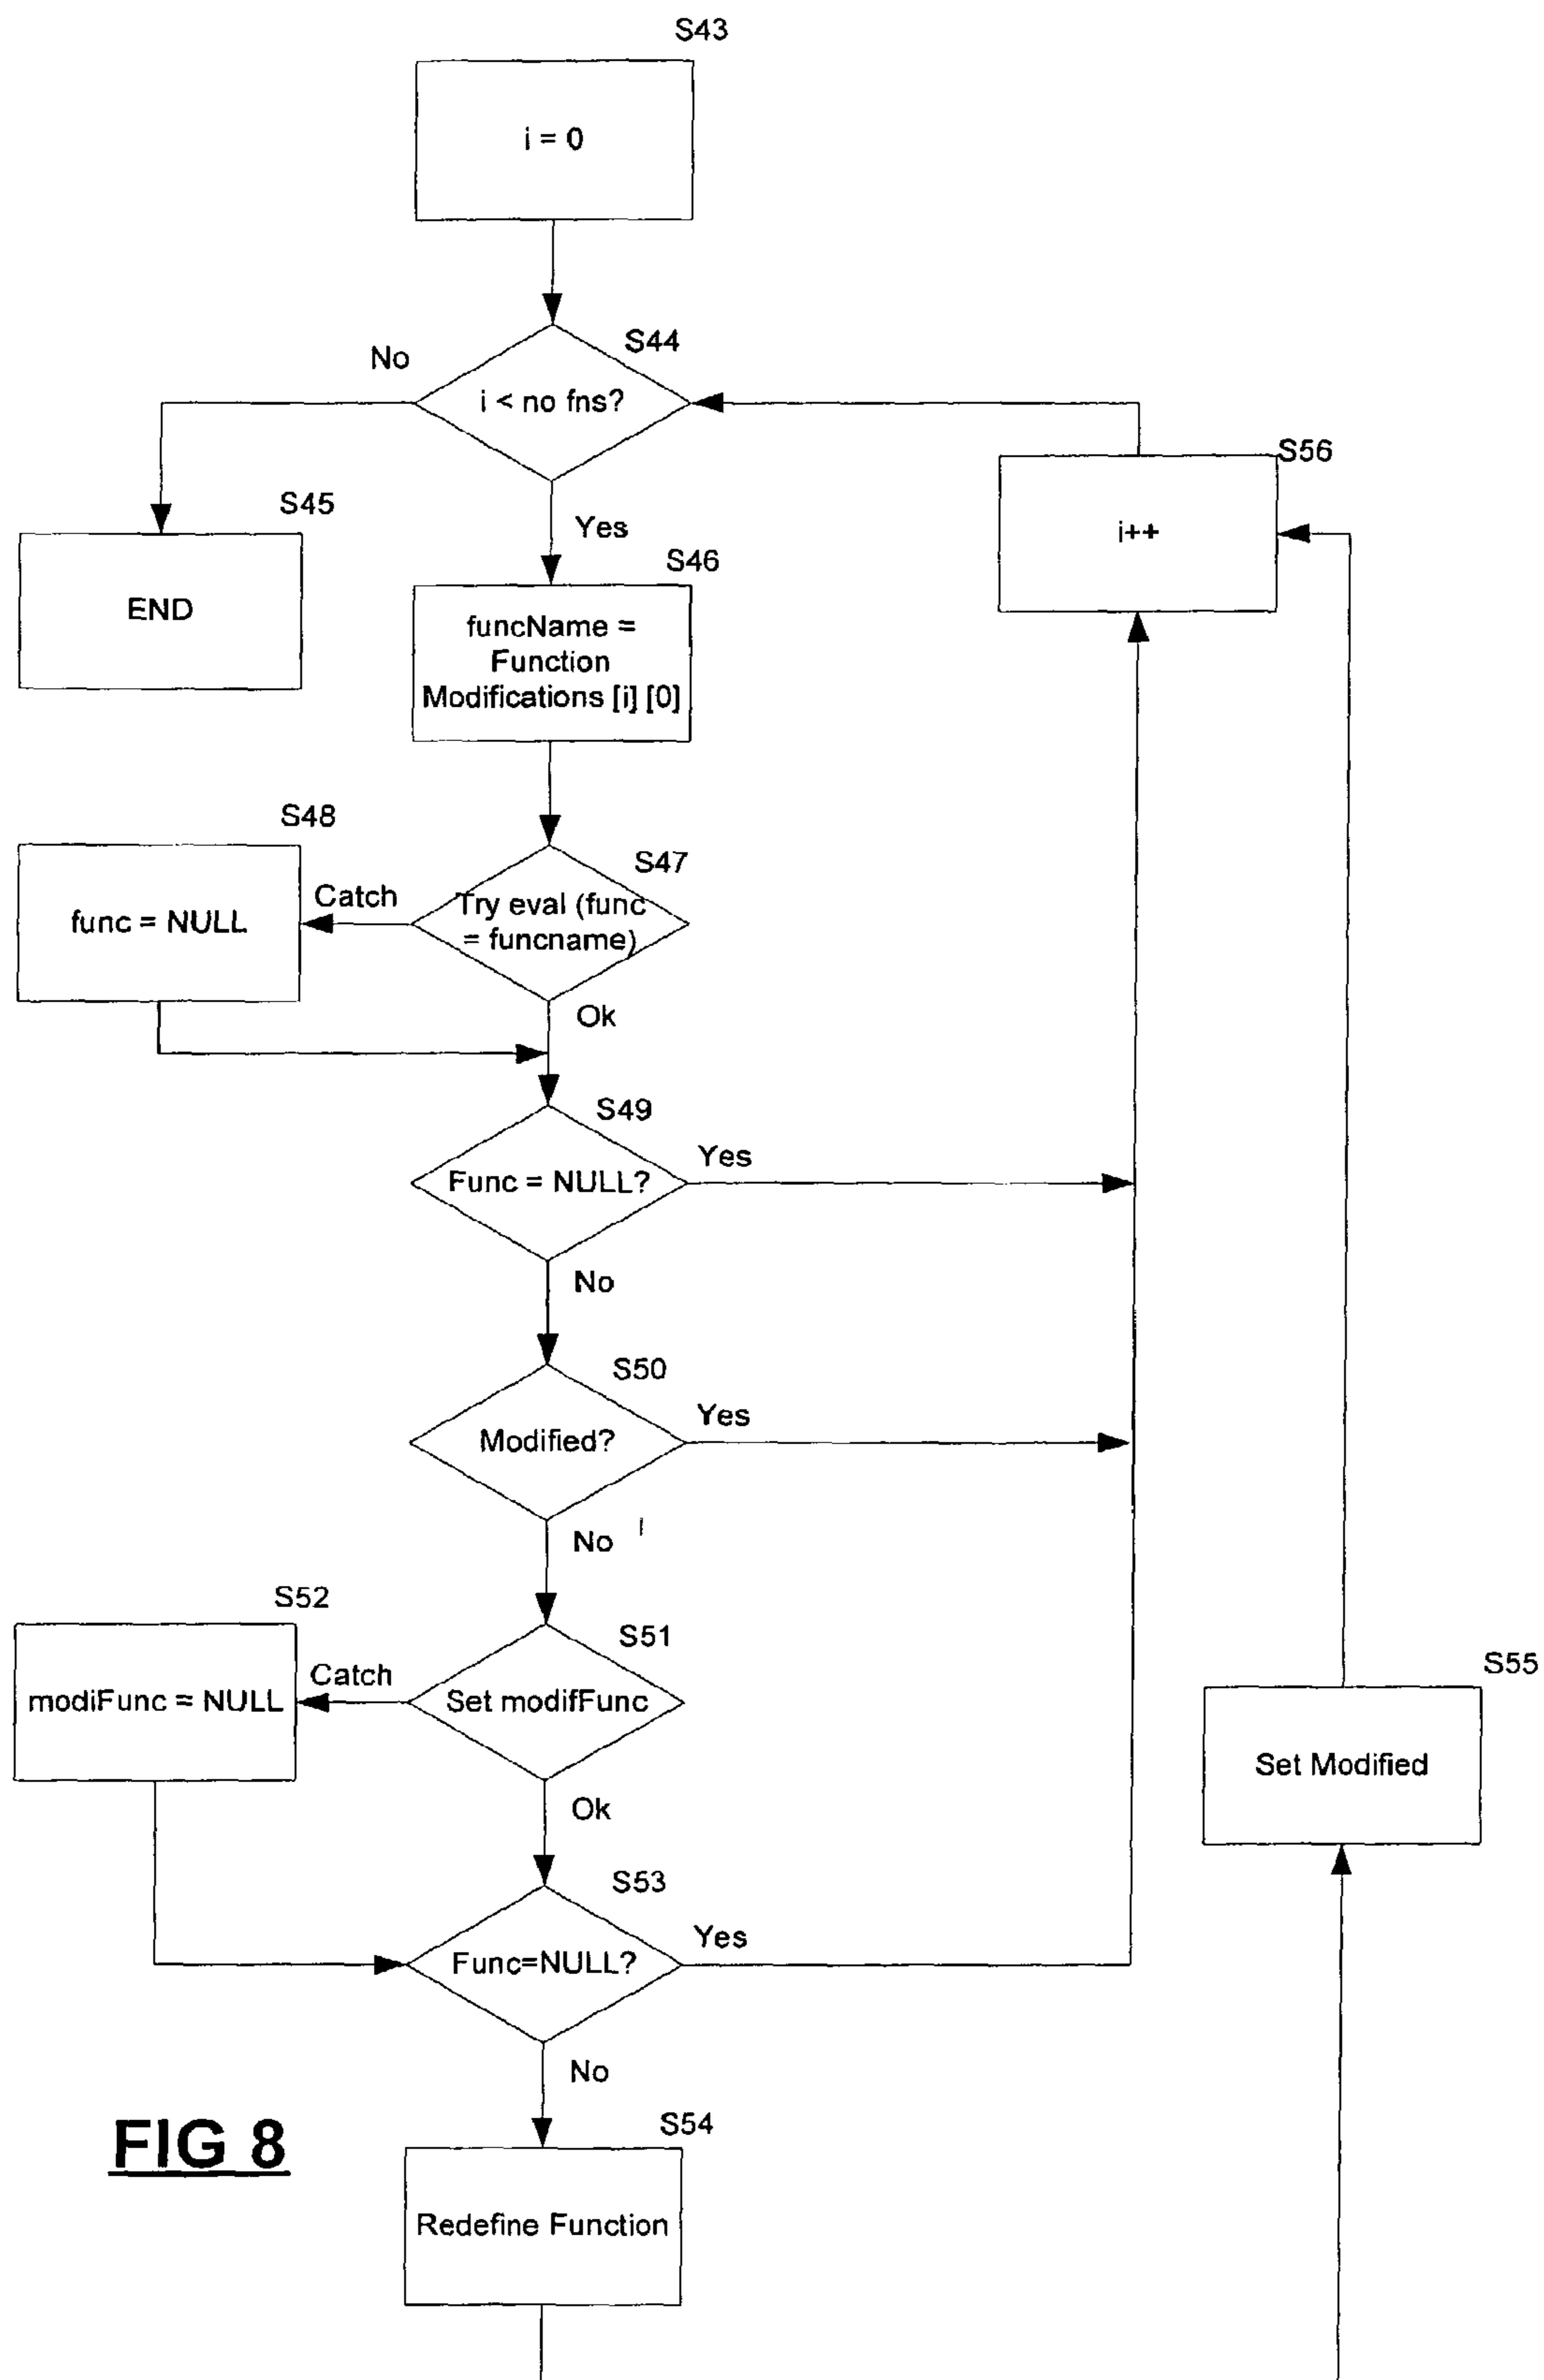 S43
i = 0
S44
No
i < no fns?
S56
i++
S45
END
Yes
S46
funcName =
Function
Modifications [i] [0]
S48
func = NULL
Catch
S47
Try eval (func
= funcname)
Ok
S49
Func = NULL?
Yes
No
S50
Modified?
Yes
No
S52
modiFunc = NULL
Catch
S51
Set modifFunc
Ok
S55
Set Modified
S53
Func=NULL?
Yes
No
FIG 8
S54
Redefine Function